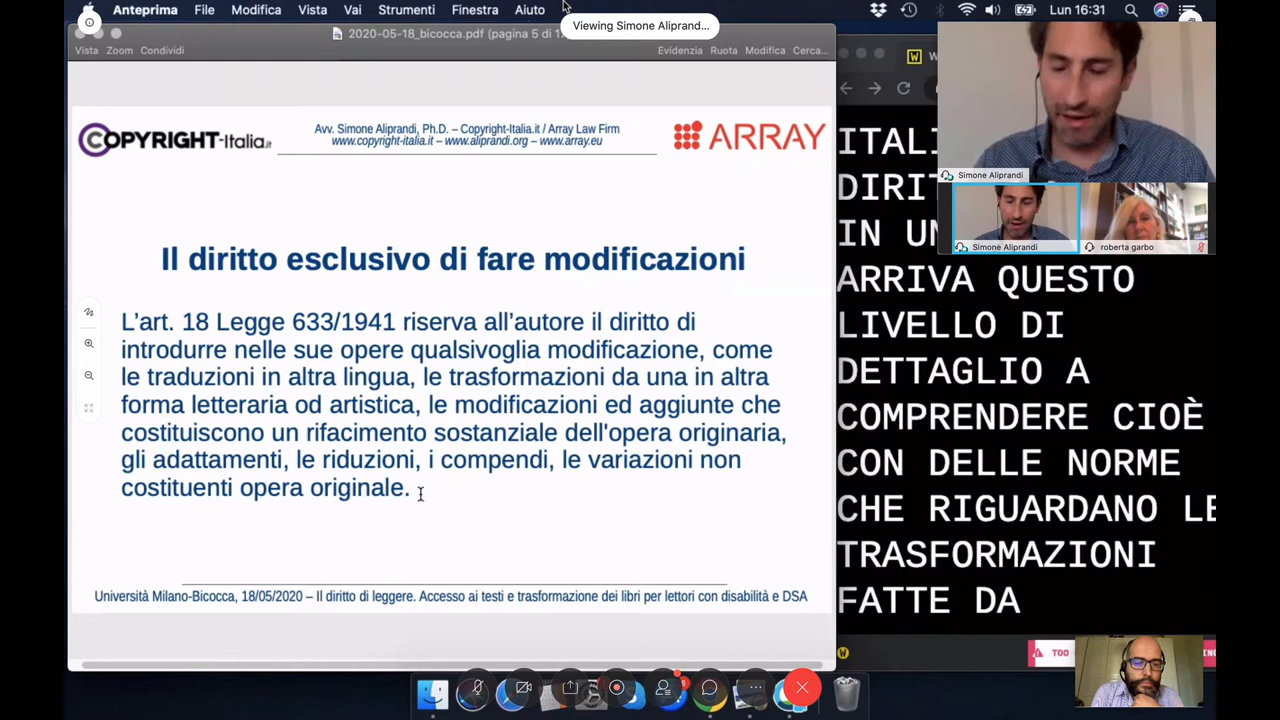 Anteprima File Modifica Vista Vai Strumenti Finestra Aiuto
Lun 16:31
Viewing Simone Aliprand...
2020-05-18_bicocca.pdf (pagina 5 di 1
Vista Zoom Condividi
Evidenzia Ruota Modifica Cerca...
COPYRIGHT-Italia.it
Avv. Simone Aliprandi, Ph.D. – Copyright-Italia.it / Array Law Firm
www.copyright-italia.it – www.aliprandi.org – www.array.eu
ARRAY
Il diritto esclusivo di fare modificazioni
L'art. 18 Legge 633/1941 riserva all'autore il diritto di
introdurre nelle sue opere qualsivoglia modificazione, come
le traduzioni in altra lingua, le trasformazioni da una in altra
forma letteraria od artistica, le modificazioni ed aggiunte che
costituiscono un rifacimento sostanziale dell'opera originaria,
gli adattamenti, le riduzioni, i compendi, le variazioni non
costituenti opera originale.
Università Milano-Bicocca, 18/05/2020 – Il diritto di leggere. Accesso ai testi e trasformazione dei libri per lettori con disabilità e DSA
Simone Aliprandi
Simone Aliprandi
roberta garbo
ITALI
DIRIT
IN UN
ARRIVA QUESTO
LIVELLO DI
DETTAGLIO A
COMPRENDERE CIOÈ
CON DELLE NORME
CHE RIGUARDANO LE
TRASFORMAZIONI
FATTE DA
TOO